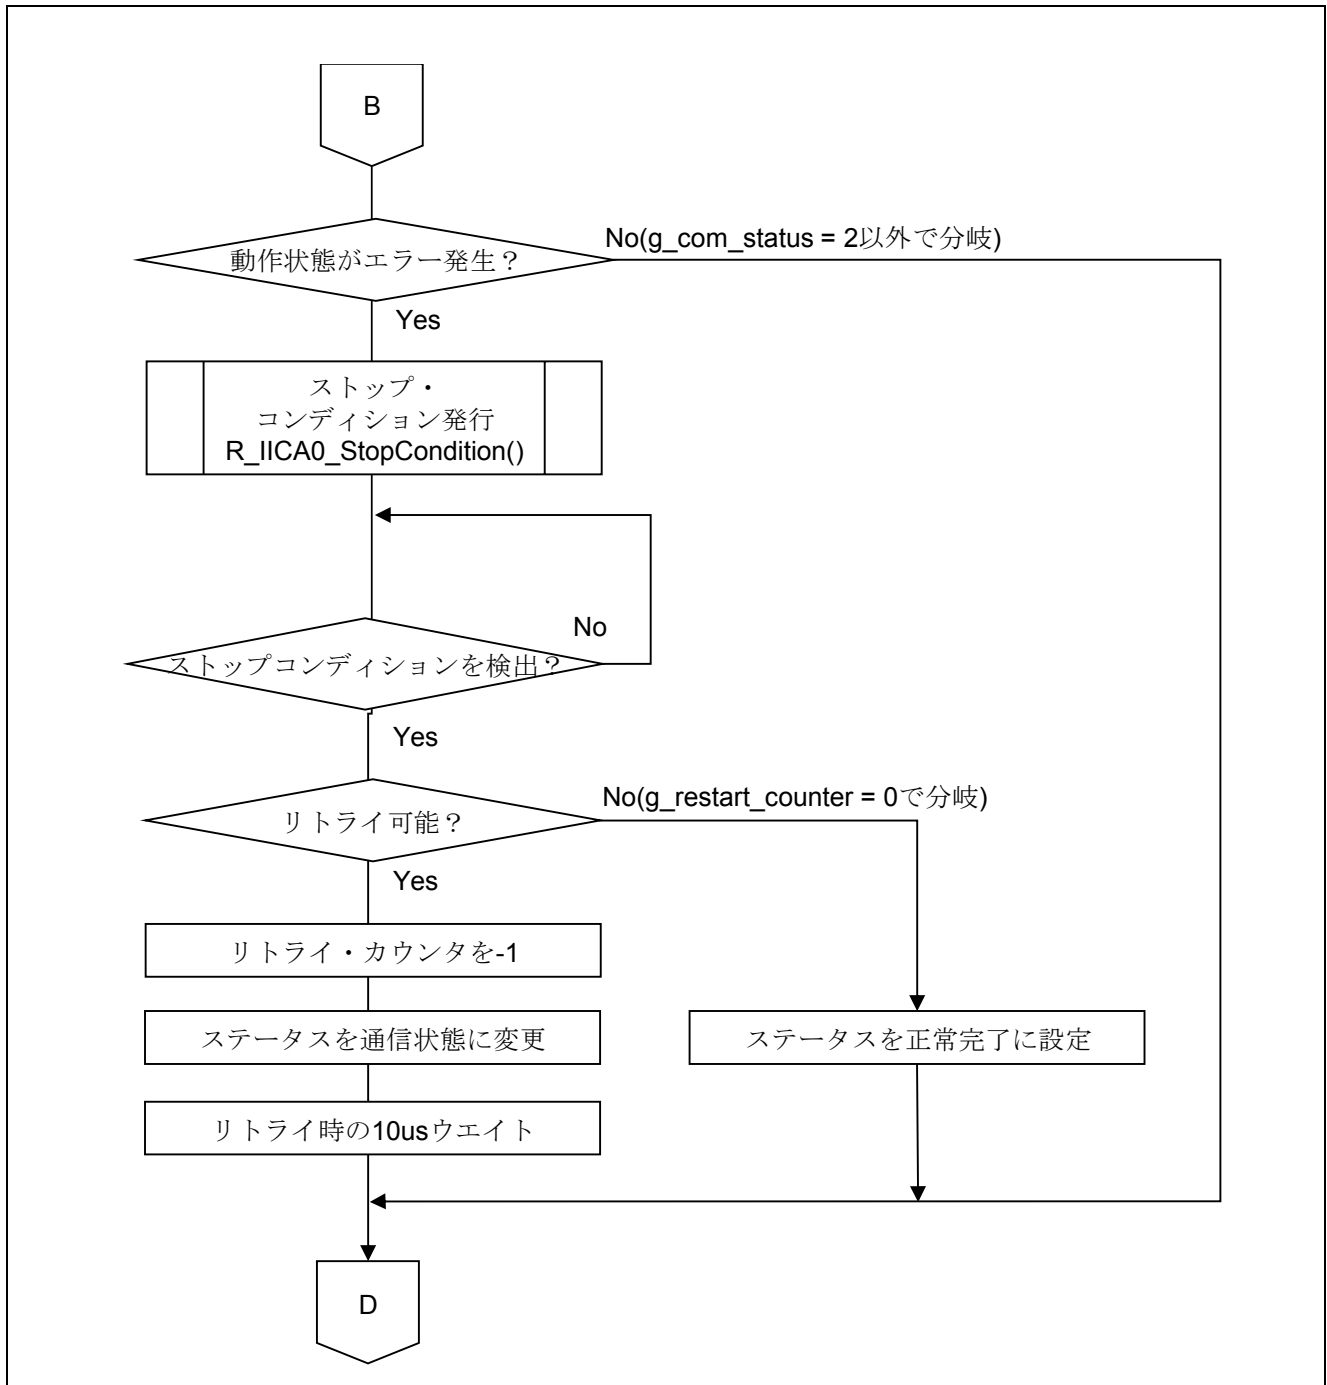 B
No(g_com_status = 2以外で分岐)
動作状態がエラー発生？
Yes
ストップ・
コンディション発行
R_IICA0_StopCondition()
No
ストップコンディションを検出？
Yes
No(g_restart_counter = 0で分岐)
リトライ可能？
Yes
リトライ・カウンタを-1
ステータスを通信状態に変更
ステータスを正常完了に設定
リトライ時の10usウエイト
D